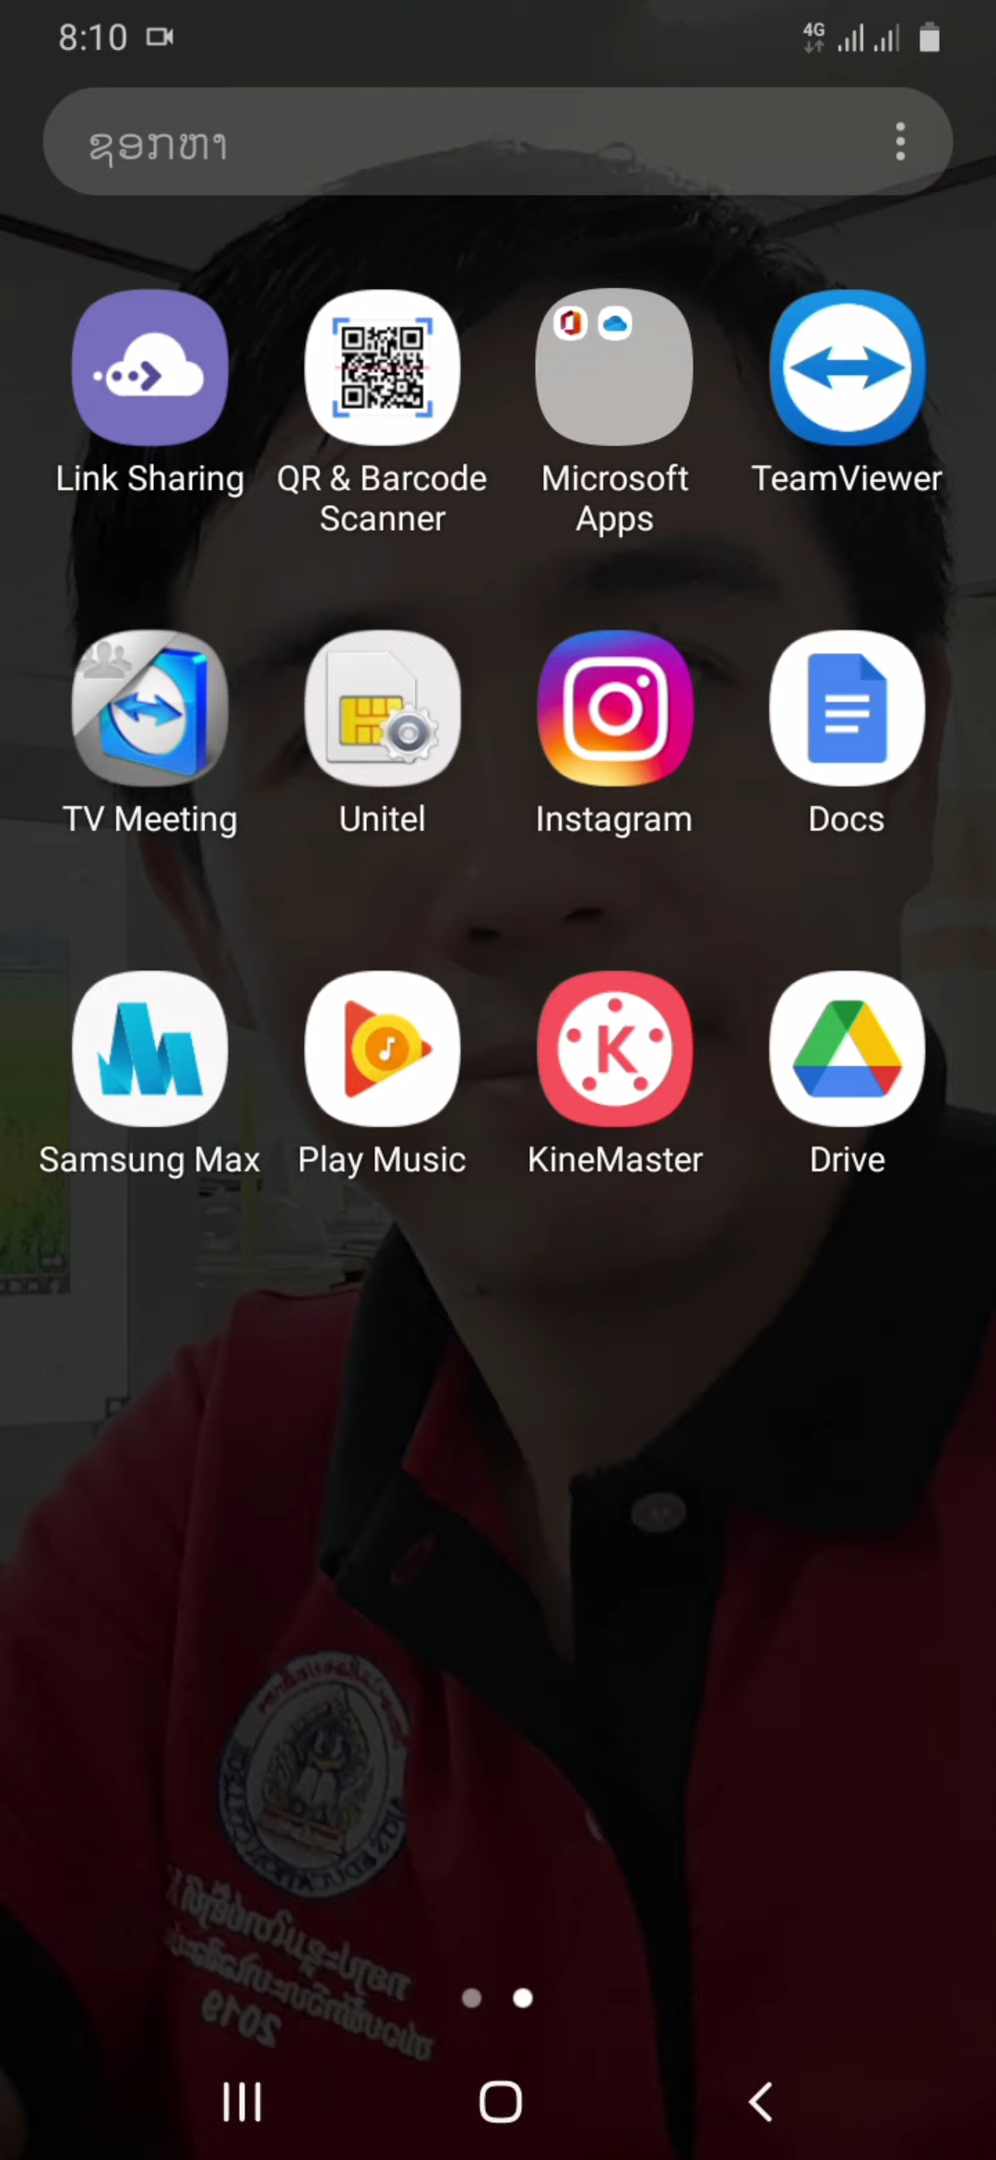 8:10
4G
ຊອກຫາ
Link Sharing
QR & Barcode
Scanner
Microsoft
Apps
TeamViewer
TV Meeting
Unitel
Instagram
Docs
Samsung Max
Play Music
KineMaster
Drive
2019